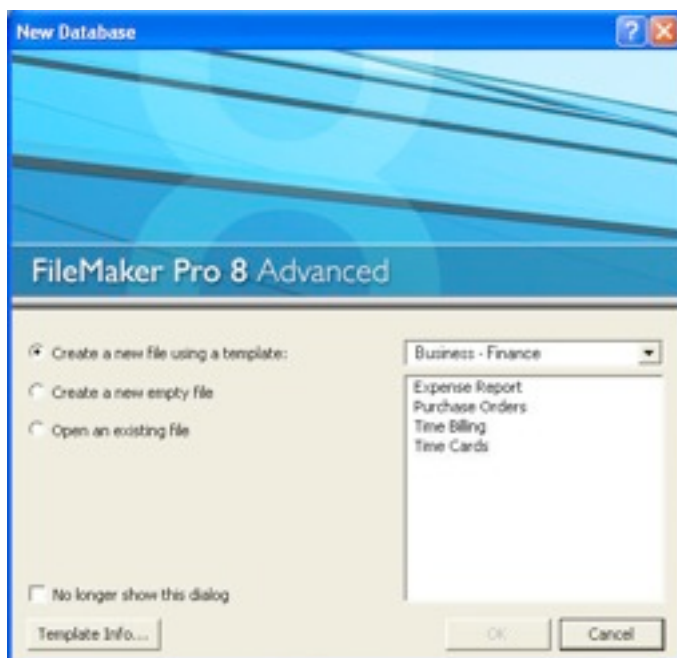 New Database
8
FileMaker Pro 8 Advanced
Create a new file using a template:
Business - Finance
Create a new empty file
Open an existing file
Expense Report
Purchase Orders
Time Billing
Time Cards
No longer show this dialog
Template Info...
OK
Cancel